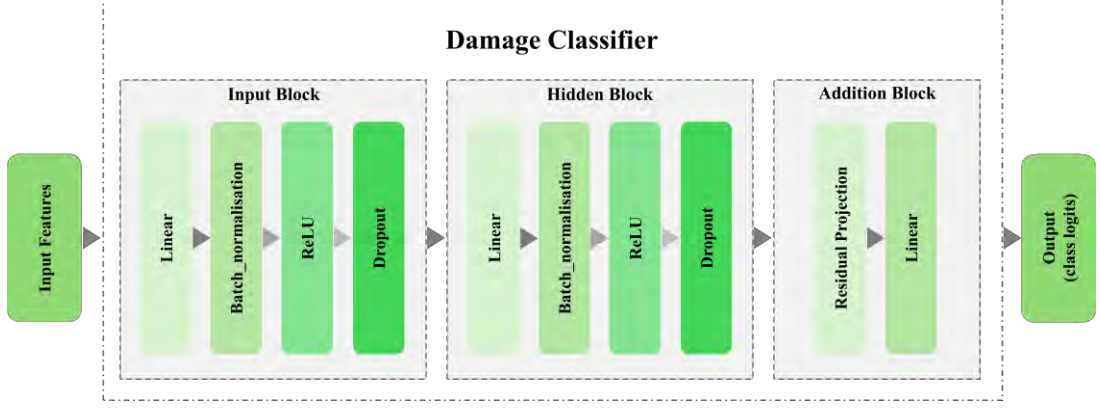 Damage Classifier
Input Features
Input Block
Linear
Batch_normalisation
ReLU
Dropout
Hidden Block
Linear
Batch_normalisation
ReLU
Dropout
Addition Block
Residual Projection
Linear
Output
(class logits)